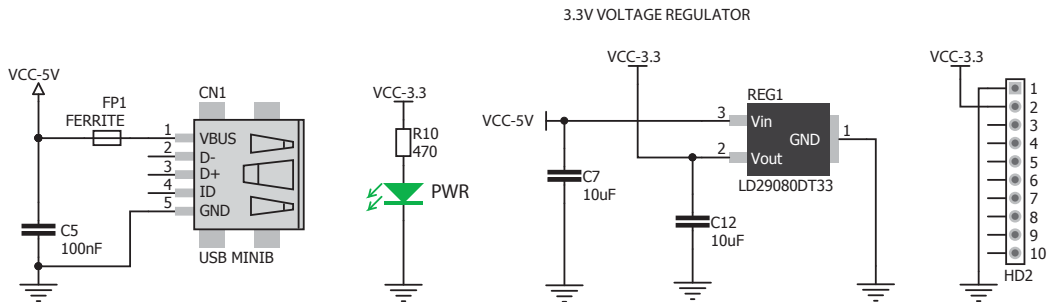 3.3V VOLTAGE REGULATOR
VCC-5V
FP1
FERRITE
C5
100nF
CN1
1
2
3
4
5
VBUS
D-
D+
ID
GND
USB MINIB
VCC-3.3
R10
470
PWR
VCC-3.3
VCC-5V
C7
10uF
C12
10uF
REG1
3
Vin
GND
1
2
Vout
LD29080DT33
VCC-3.3
1
2
3
4
5
6
7
8
9
10
HD2